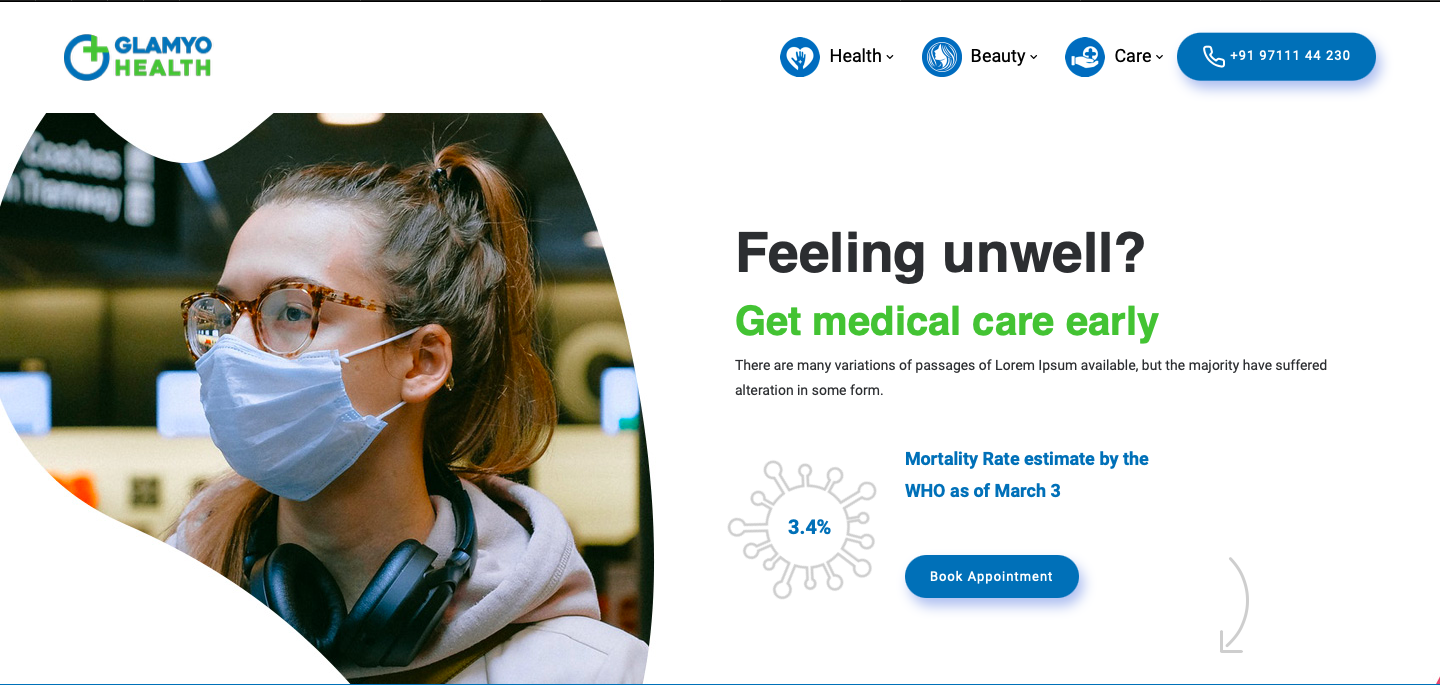 GLAMYO
HEALTH
Health
Beauty
Care
+91 97111 44 230
Coaches
Tramway
Feeling unwell?
Get medical care early
There are many variations of passages of Lorem Ipsum available, but the majority have suffered
alteration in some form.
Mortality Rate estimate by the
WHO as of March 3
3.4%
Book Appointment